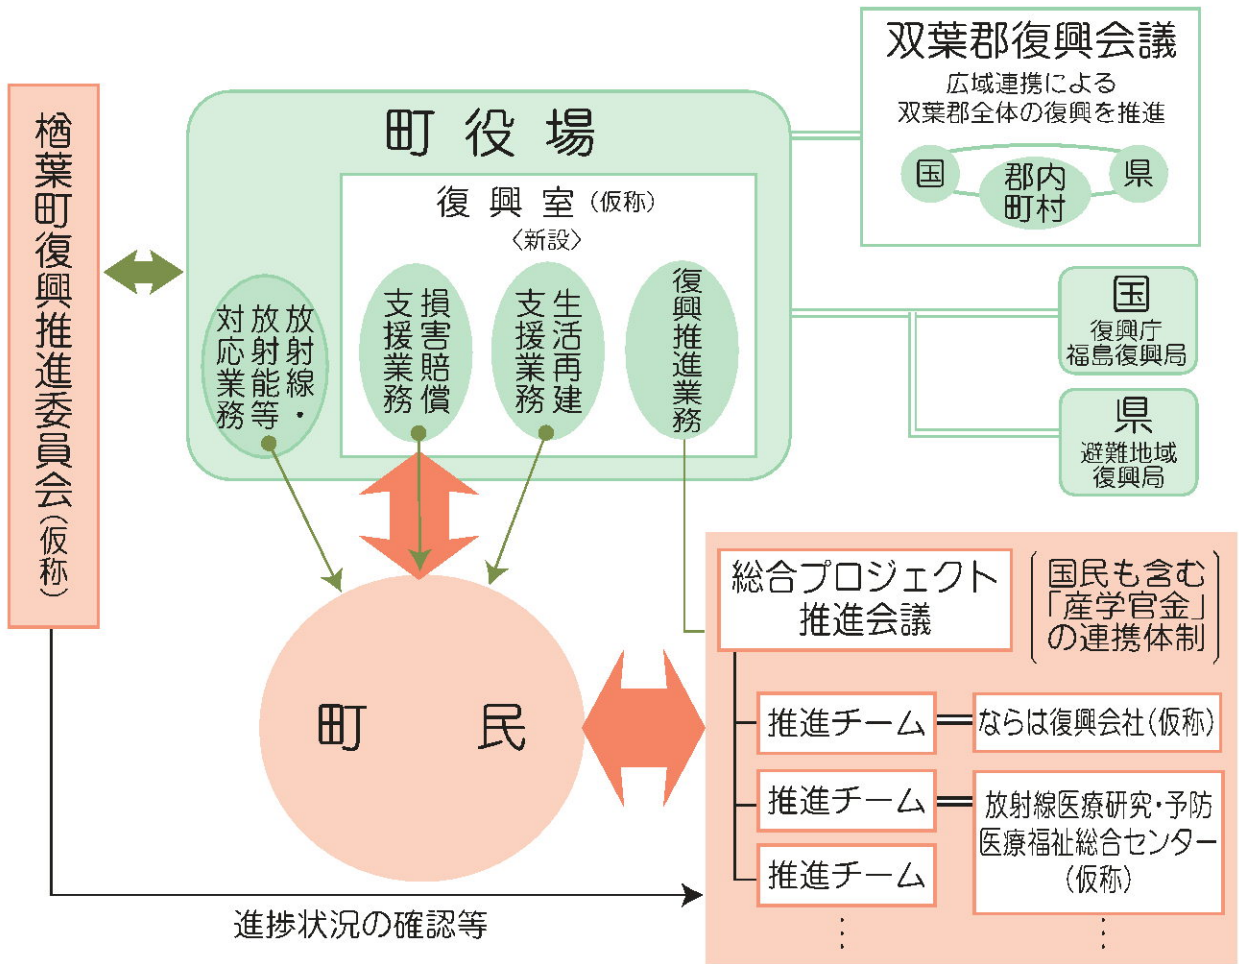 楢葉町復興推進委員会(仮称)
町役場
復興室(仮称)
〈新設〉
放射線・
放射能等
対応業務
損害賠償
支援業務
生活再建
支援業務
復興推進業務
双葉郡復興会議
広域連携による
双葉郡全体の復興を推進
国
郡内
町村
県
国
復興庁
福島復興局
県
避難地域
復興局
町民
総合プロジェクト
推進会議
国民も含む
「産学官金」
の連携体制
推進チーム
ならは復興会社(仮称)
推進チーム
放射線医療研究・予防
医療福祉総合センター
(仮称)
推進チーム
⋮
⋮
進捗状況の確認等